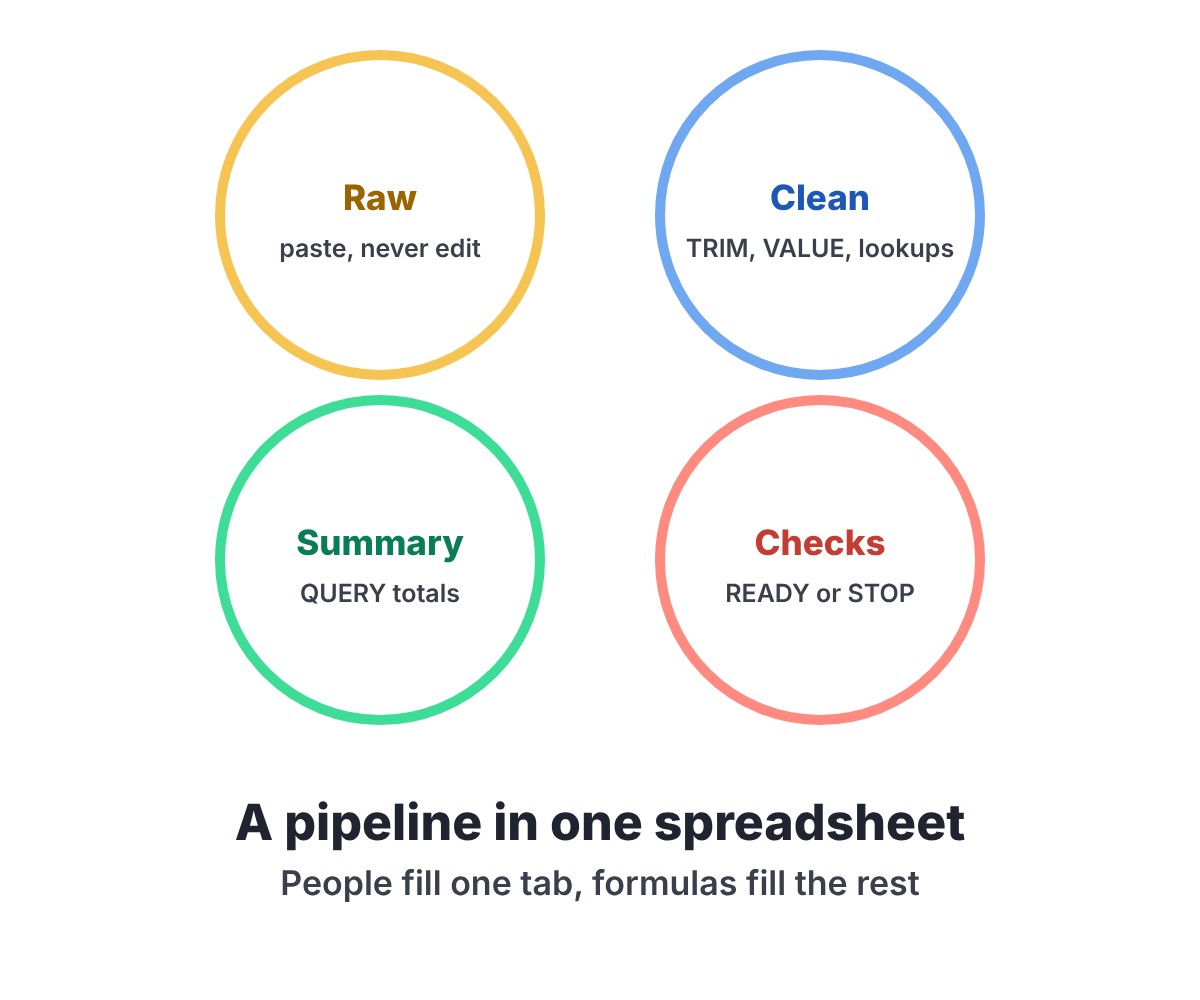 Raw
paste, never edit
Clean
TRIM, VALUE, lookups
Summary
QUERY totals
Checks
READY or STOP
A pipeline in one spreadsheet
People fill one tab, formulas fill the rest